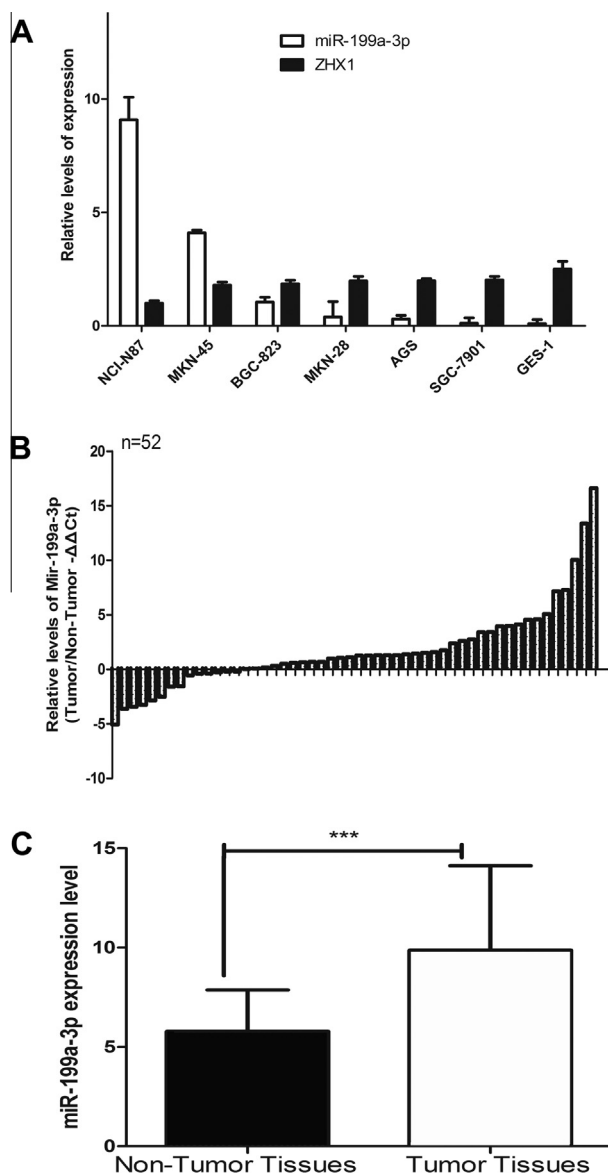 A
miR-199a-3p
ZHX1
Relative levels of expression
10
5
0
NCI-N87
MKN-45
BGC-823
MKN-28
AGS
SGC-7901
GES-1
B
n=52
Relative levels of Mir-199a-3p
(Tumor/Non-Tumor -ΔΔCt)
20
15
10
5
0
-5
-10
C
***
miR-199a-3p expression level
15
10
5
0
Non-Tumor Tissues
Tumor Tissues